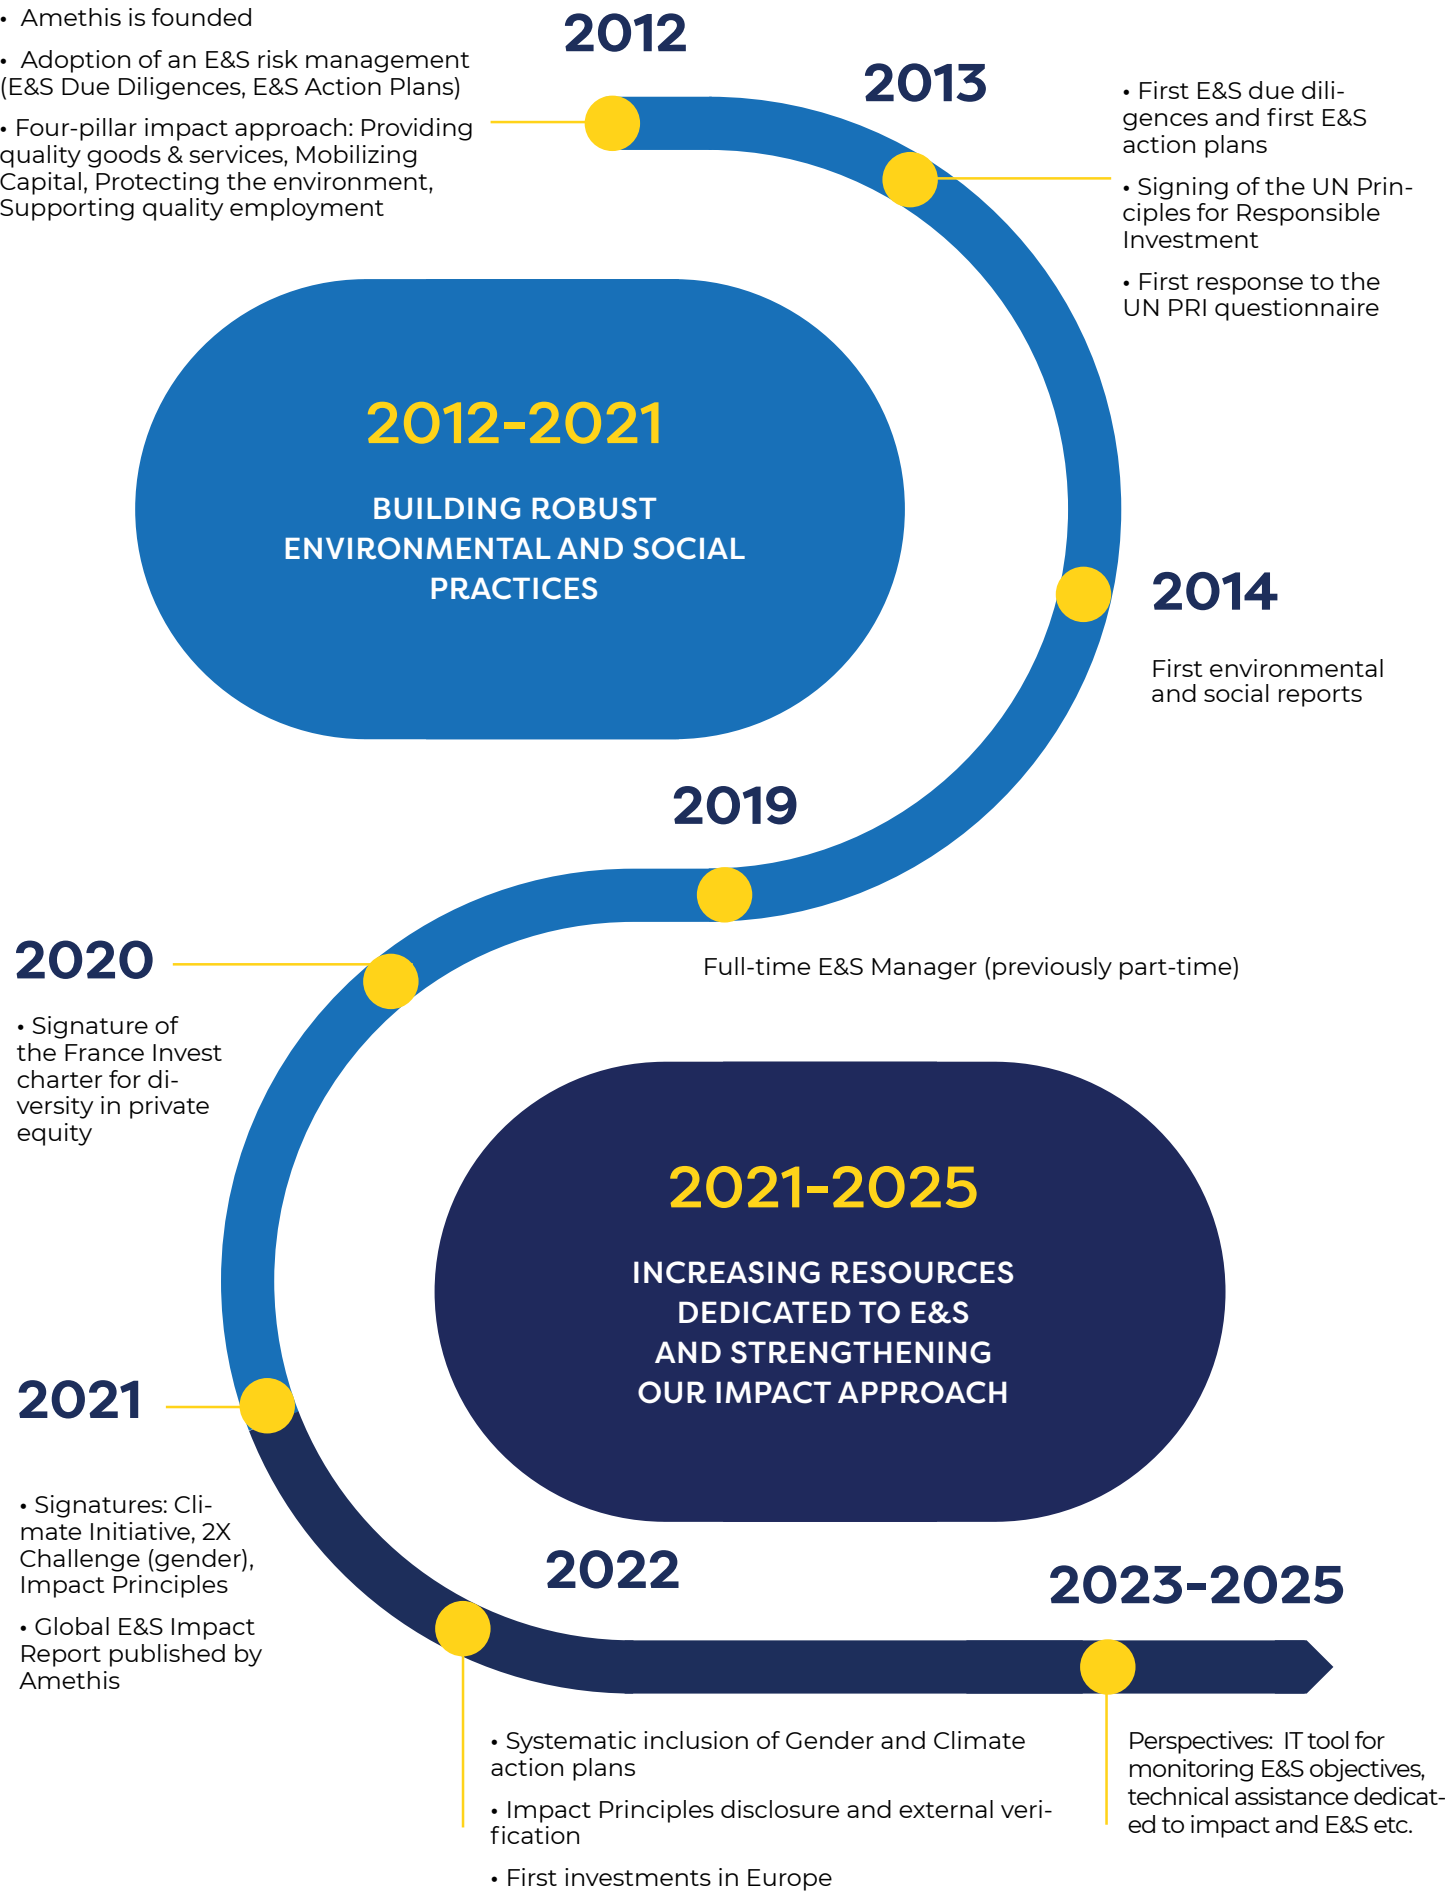 2012
• Amethis is founded
• Adoption of an E&S risk management
(E&S Due Diligences, E&S Action Plans)
• Four-pillar impact approach: Providing
quality goods & services, Mobilizing
Capital, Protecting the environment,
Supporting quality employment
2013
• First E&S due dili-
gences and first E&S
action plans
• Signing of the UN Prin-
ciples for Responsible
Investment
• First response to the
UN PRI questionnaire
2012-2021
BUILDING ROBUST
ENVIRONMENTAL AND SOCIAL
PRACTICES
2014
First environmental
and social reports
2019
Full-time E&S Manager (previously part-time)
2020
• Signature of
the France Invest
charter for di-
versity in private
equity
2021-2025
INCREASING RESOURCES
DEDICATED TO E&S
AND STRENGTHENING
OUR IMPACT APPROACH
2021
• Signatures: Cli-
mate Initiative, 2X
Challenge (gender),
Impact Principles
• Global E&S Impact
Report published by
Amethis
2022
• Systematic inclusion of Gender and Climate
action plans
• Impact Principles disclosure and external veri-
fication
• First investments in Europe
2023-2025
Perspectives: IT tool for
monitoring E&S objectives,
technical assistance dedicat-
ed to impact and E&S etc.